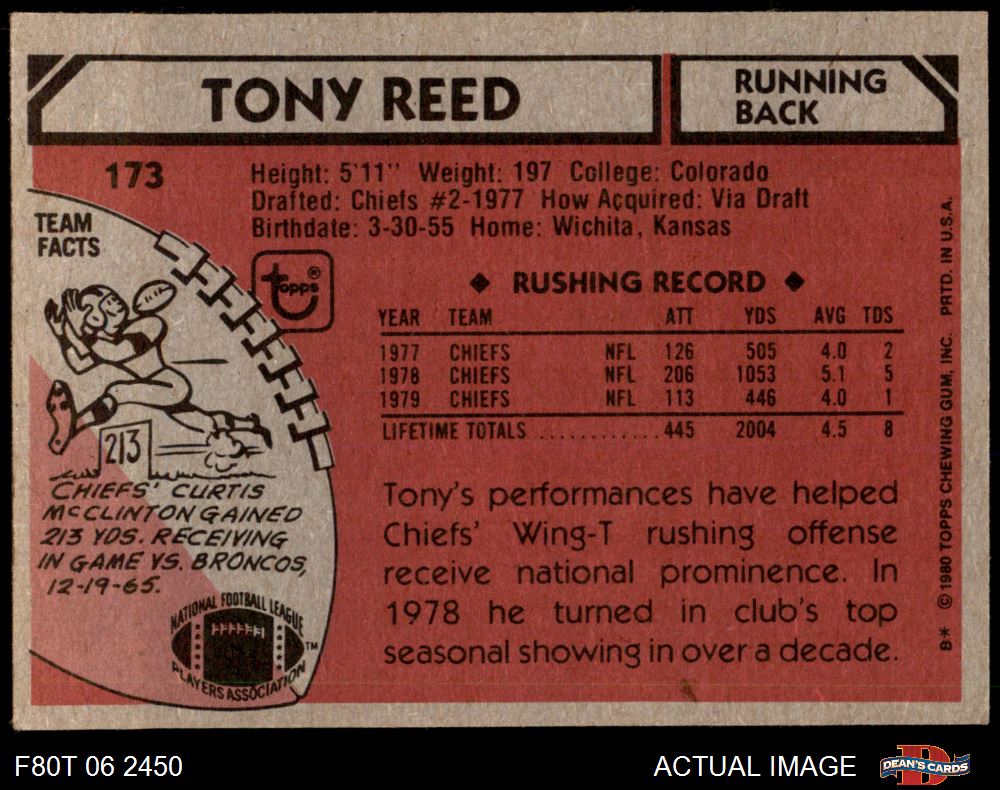 TONY REED
RUNNING
BACK
173
Height: 5'11" Weight: 197 College: Colorado
Drafted: Chiefs #2-1977 How Acquired: Via Draft
Birthdate: 3-30-55 Home: Wichita, Kansas
TEAM
FACTS
topps®
◆ RUSHING RECORD ◆
YEAR TEAM ATT YDS AVG TDS
1977 CHIEFS NFL 126 505 4.0 2
1978 CHIEFS NFL 206 1053 5.1 5
1979 CHIEFS NFL 113 446 4.0 1
LIFETIME TOTALS ............ 445 2004 4.5 8
213
CHIEFS' CURTIS
McCLINTON GAINED
213 YDS. RECEIVING
IN GAME VS. BRONCOS,
12-19-65.
NATIONAL FOOTBALL LEAGUE
PLAYERS ASSOCIATION
™
Tony's performances have helped
Chiefs' Wing-T rushing offense
receive national prominence. In
1978 he turned in club's top
seasonal showing in over a decade.
B* © 1980 TOPPS CHEWING GUM, INC. PRTD. IN U.S.A.
F80T 06 2450
ACTUAL IMAGE
D
DEAN'S CARDS